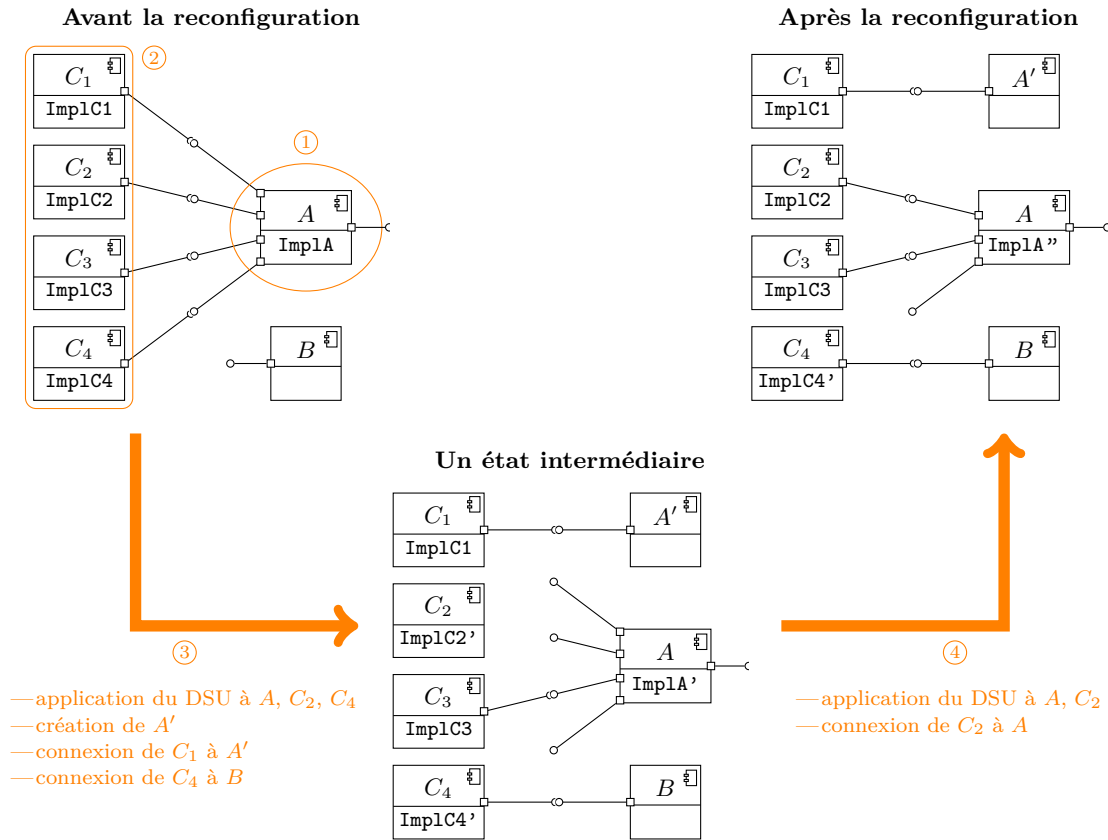 Avant la reconfiguration
C₁
ImplC1
C₂
ImplC2
C₃
ImplC3
C₄
ImplC4
②
①
A
ImplA
B
Après la reconfiguration
C₁
ImplC1
A′
C₂
ImplC2
A
ImplA”
C₃
ImplC3
C₄
ImplC4'
B
Un état intermédiaire
C₁
ImplC1
A′
C₂
ImplC2'
A
ImplA'
C₃
ImplC3
C₄
ImplC4'
B
③
—application du DSU à A, C₂, C₄
—création de A′
—connexion de C₁ à A′
—connexion de C₄ à B
④
—application du DSU à A, C₂
—connexion de C₂ à A